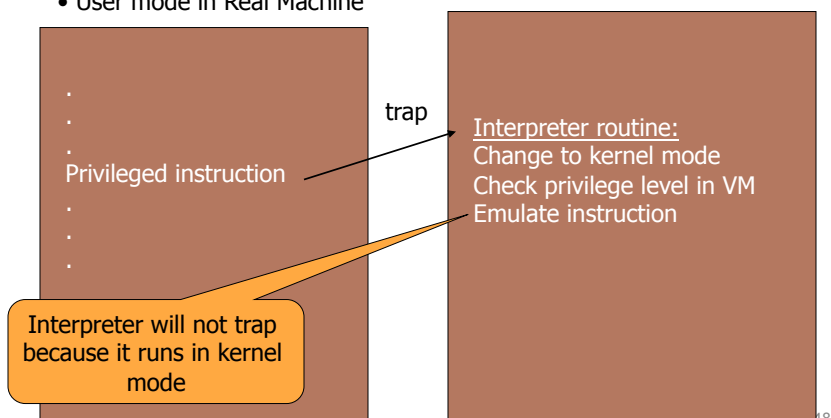 • User mode in Real Machine
.
.
.
Privileged instruction
.
.
.
trap
Interpreter routine:
Change to kernel mode
Check privilege level in VM
Emulate instruction
Interpreter will not trap
because it runs in kernel
mode
48